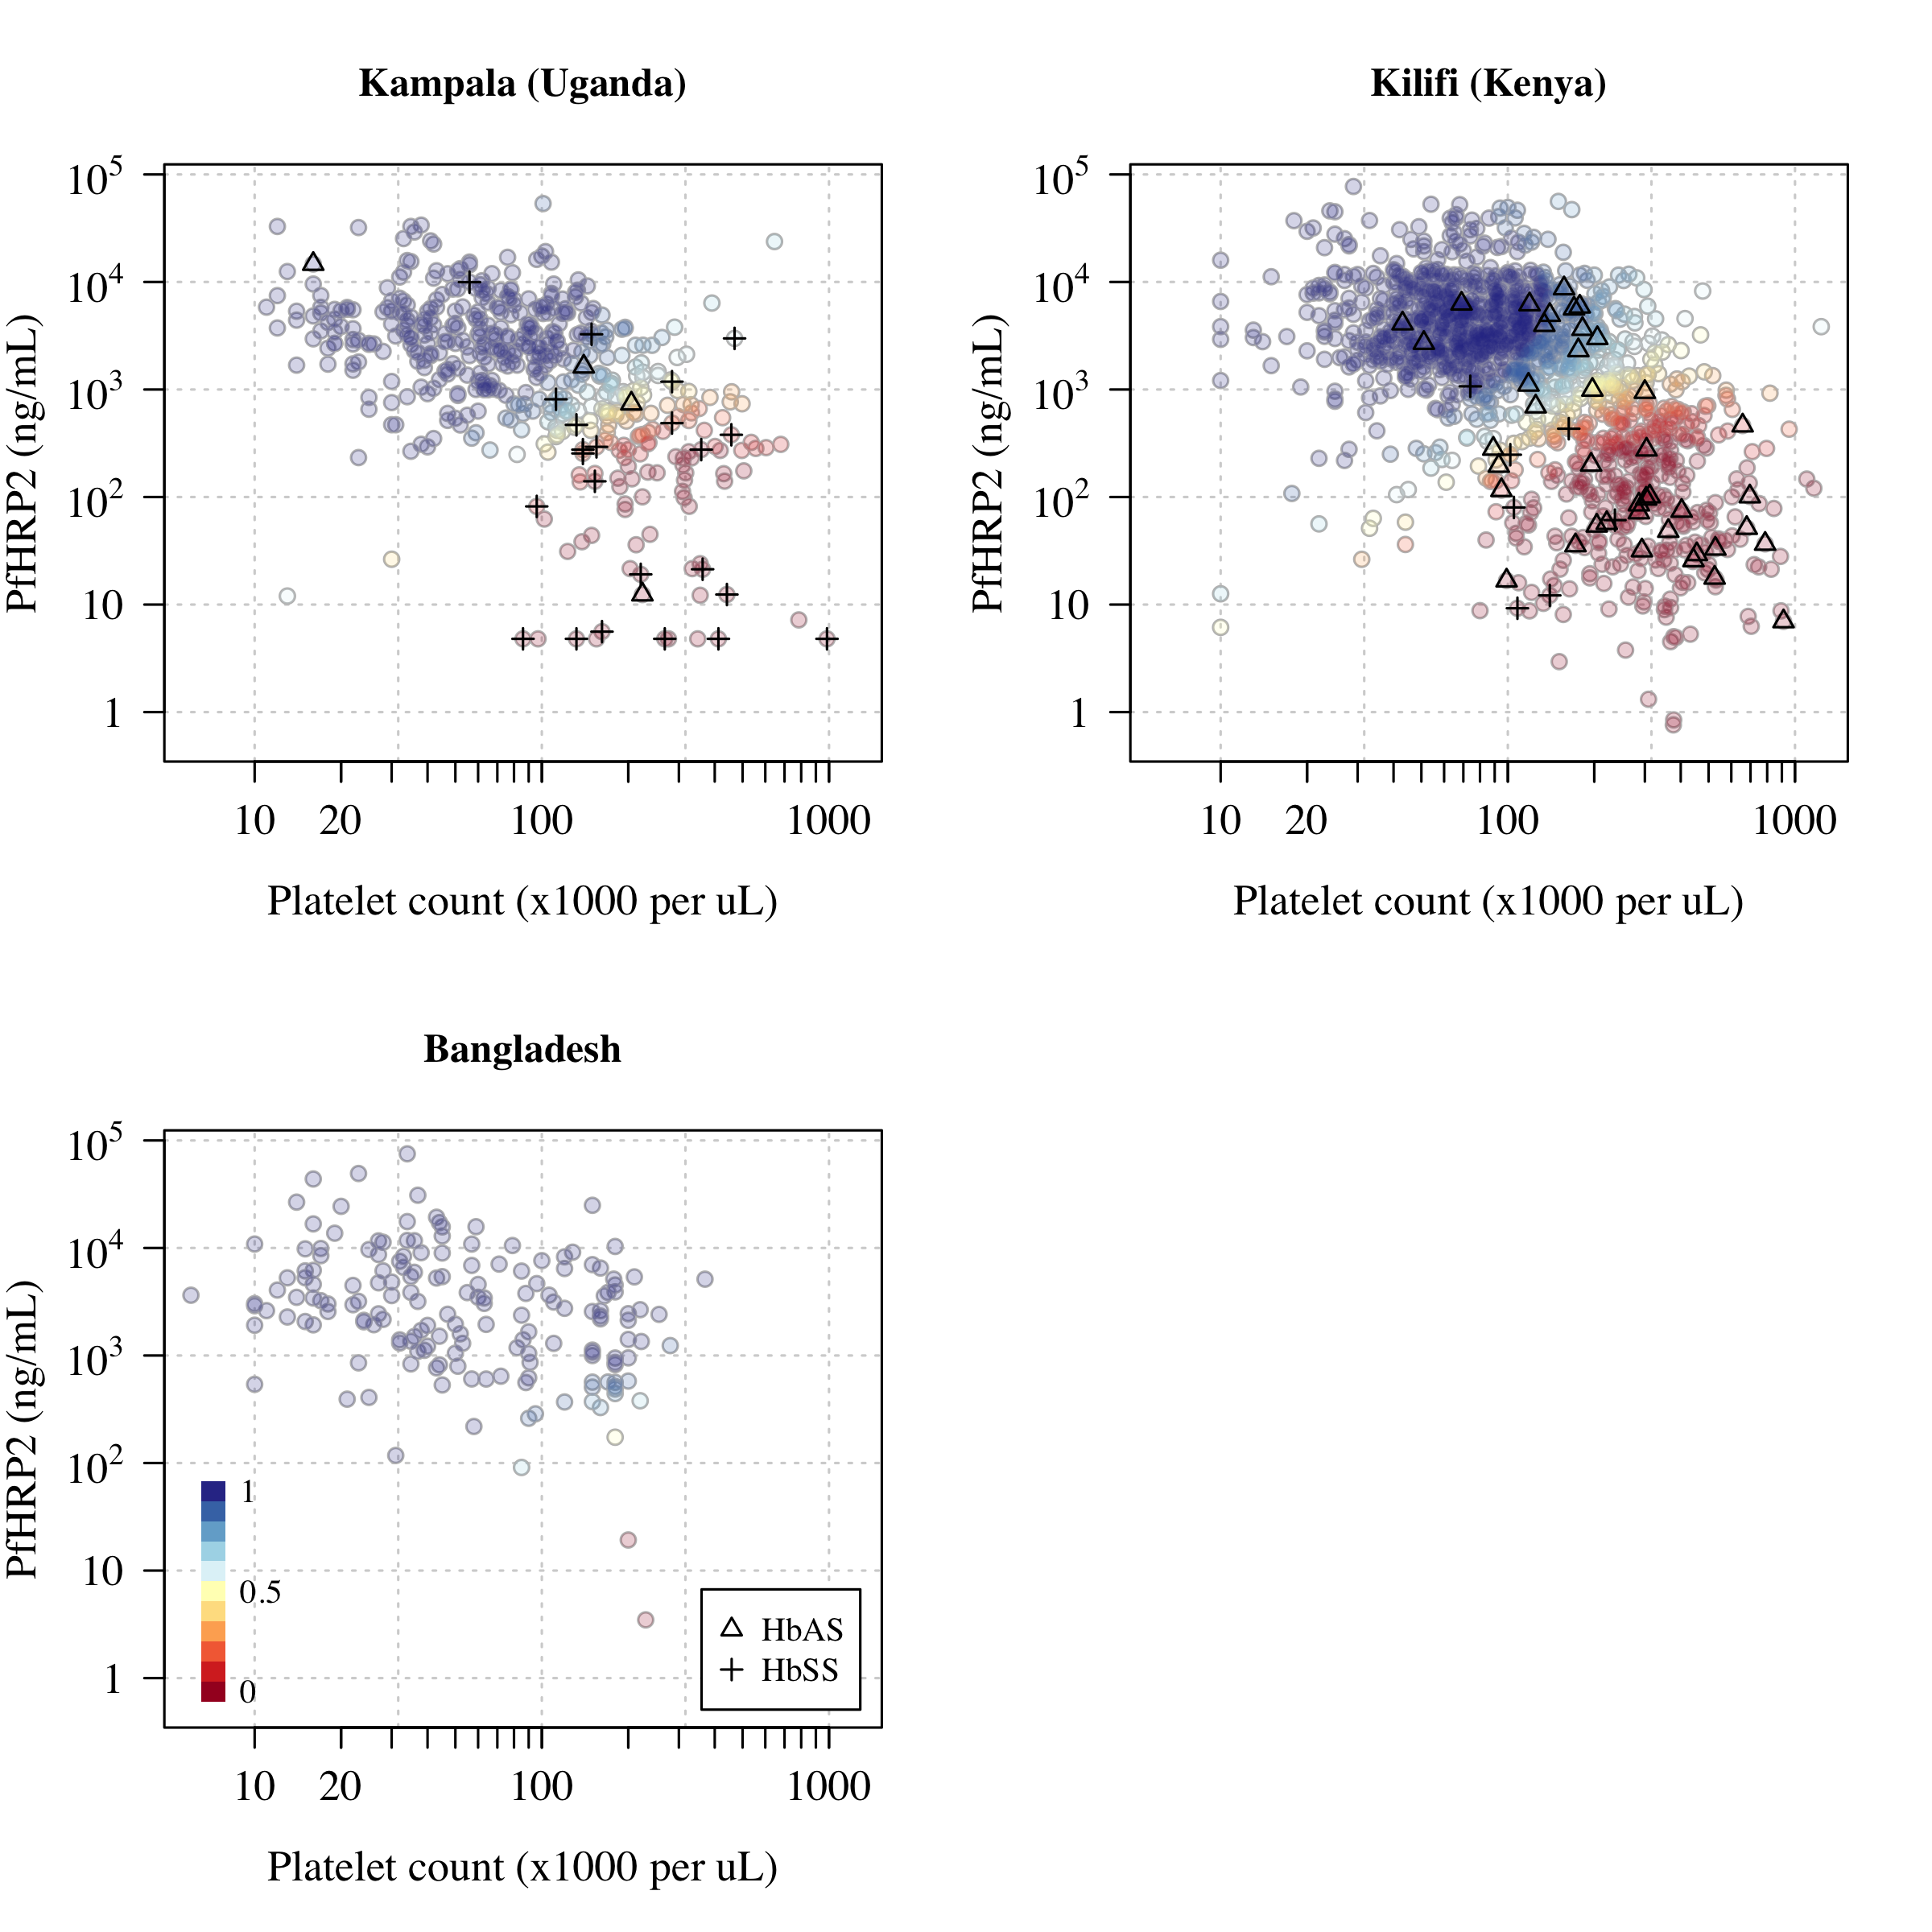 Kampala (Uganda)
PfHRP2 (ng/mL)
10⁵
10⁴
10³
10²
10
1
10 20 100 1000
Platelet count (x1000 per uL)
Kilifi (Kenya)
PfHRP2 (ng/mL)
10⁵
10⁴
10³
10²
10
1
10 20 100 1000
Platelet count (x1000 per uL)
Bangladesh
PfHRP2 (ng/mL)
10⁵
10⁴
10³
10²
10
1
1
0.5
0
HbAS
HbSS
10 20 100 1000
Platelet count (x1000 per uL)